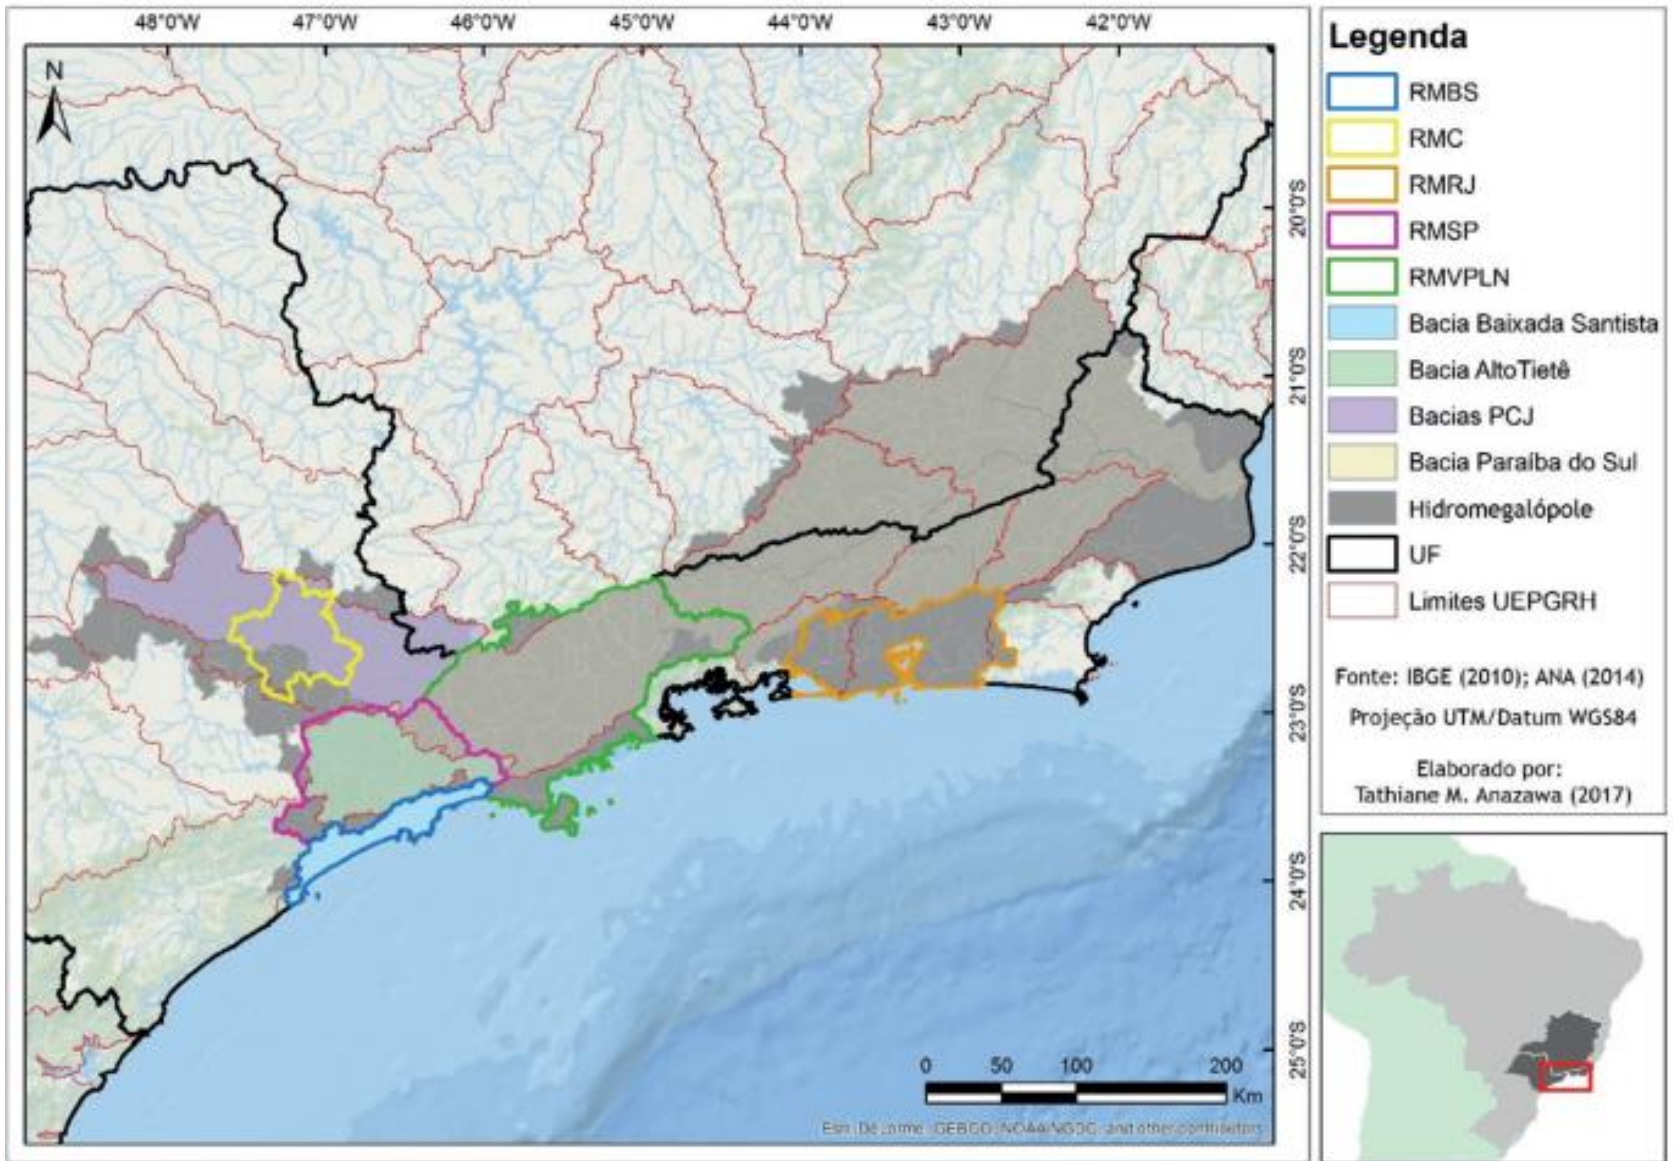 48°0'W 47°0'W 46°0'W 45°0'W 44°0'W 43°0'W 42°0'W
N
20°0'S
21°0'S
22°0'S
23°0'S
24°0'S
25°0'S
0 50 100 200
Km
and other contributors
Legenda
RMBS
RMC
RMRJ
RMSP
RMVPLN
Bacia Baixada Santista
Bacia AltoTietê
Bacias PCJ
Bacia Paraíba do Sul
Hidromegalópole
UF
Limites UEPGRH
Fonte: IBGE (2010); ANA (2014)
Projeção UTM/Datum WGS84
Elaborado por:
Tathiane M. Anazawa (2017)